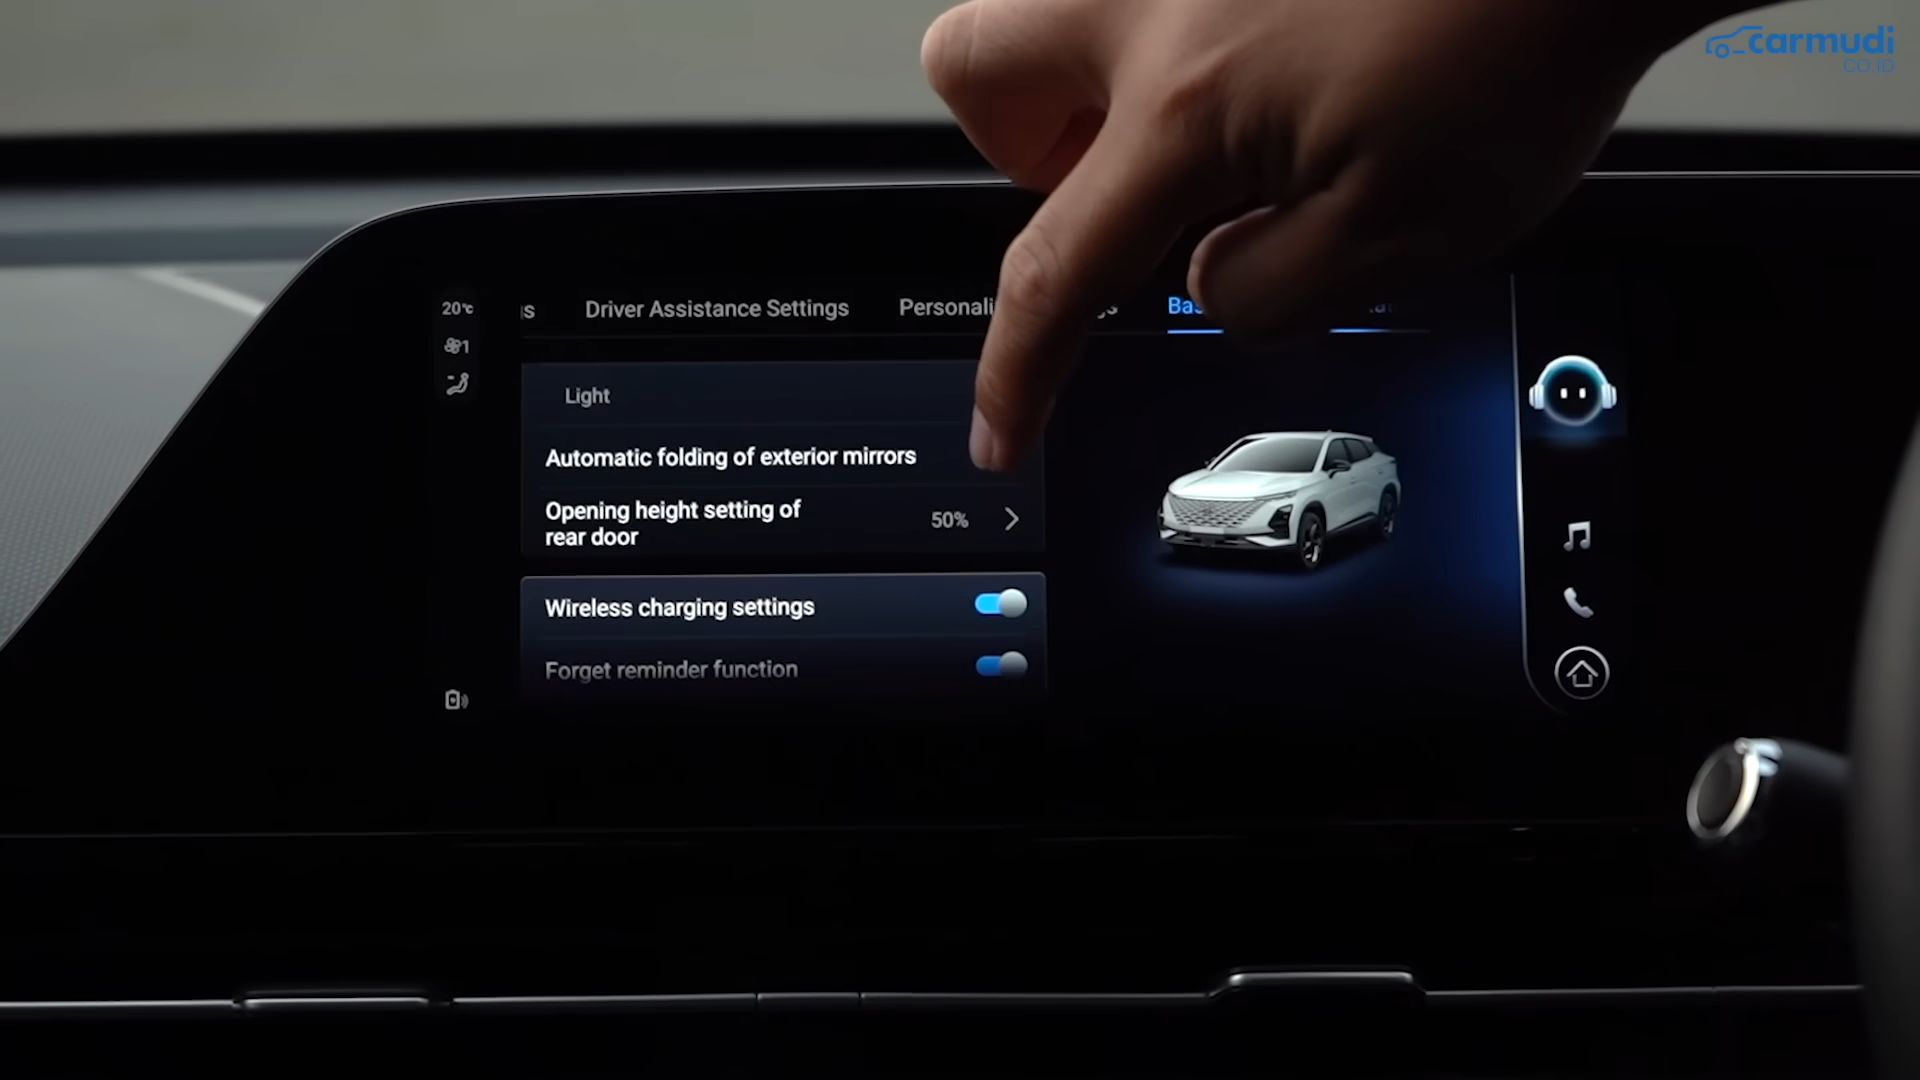 carmudi
CO.ID
20℃
Driver Assistance Settings
1
Light
Automatic folding of exterior mirrors
Opening height setting of
rear door
50%
Wireless charging settings
Forget reminder function